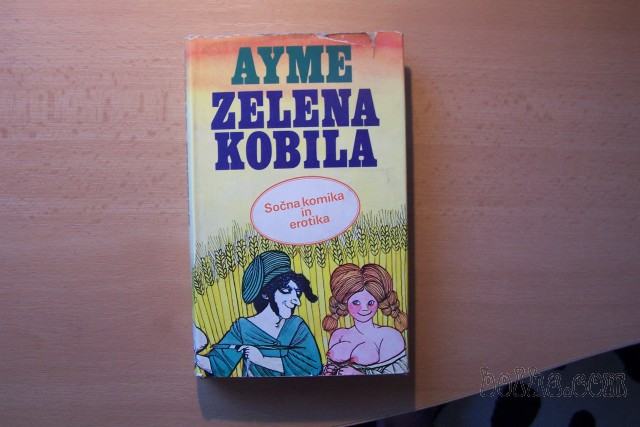 AYME
ZELENA
KOBILA
Sočna komika
in
erotika
bolha.com